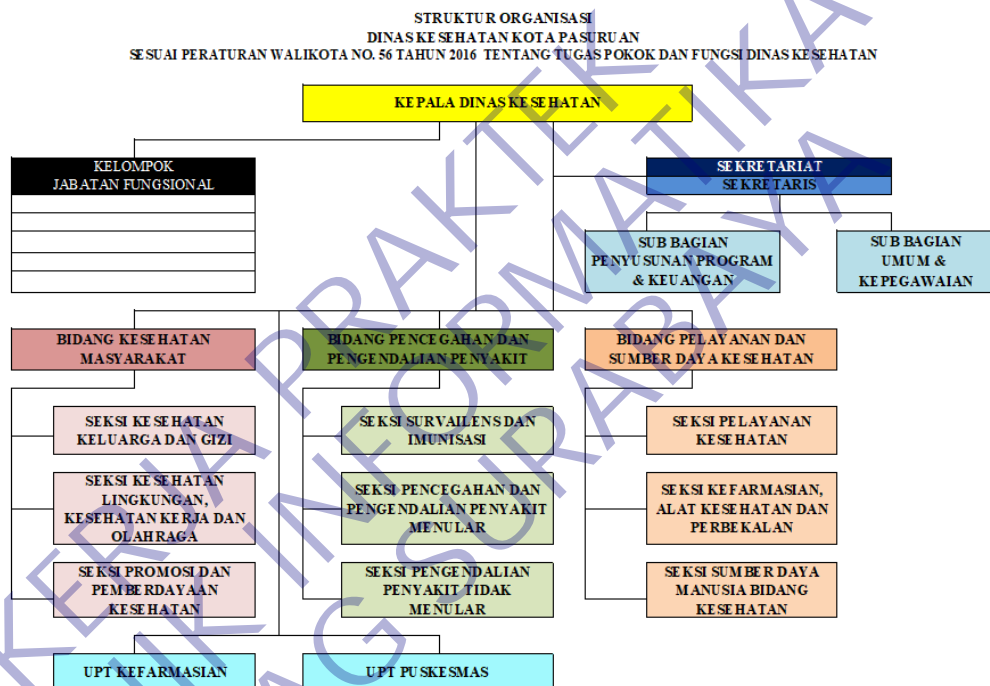 STRUKTUR ORGANISASI
DINAS KESEHATAN KOTA PASURUAN
SESUAI PERATURAN WALIKOTA NO. 56 TAHUN 2016 TENTANG TUGAS POKOK DAN FUNGSI DINAS KESEHATAN
KEPALA DINAS KESEHATAN
KELOMPOK
JABATAN FUNGSIONAL
SEKRETARIAT
SEKRETARIS
SUB BAGIAN
PENYUSUNAN PROGRAM
& KEUANGAN
SUB BAGIAN
UMUM &
KEPEGAWAIAN
BIDANG KESEHATAN
MASYARAKAT
BIDANG PENCEGAHAN DAN
PENGENDALIAN PENYAKIT
BIDANG PELAYANAN DAN
SUMBER DAYA KESEHATAN
SEKSI KESEHATAN
KELUARGA DAN GIZI
SEKSI SURVAILENS DAN
IMUNISASI
SEKSI PELAYANAN
KESEHATAN
SEKSI KESEHATAN
LINGKUNGAN,
KESEHATAN KERJA DAN
OLAHRAGA
SEKSI PENCEGAHAN DAN
PENGENDALIAN PENYAKIT
MENULAR
SEKSI KEFARMASIAN,
ALAT KESEHATAN DAN
PERBEKALAN
SEKSI PROMOSI DAN
PEMBERDAYAAN
KESEHATAN
SEKSI PENGENDALIAN
PENYAKIT TIDAK
MENULAR
SEKSI SUMBER DAYA
MANUSIA BIDANG
KESEHATAN
UPT KEFARMASIAN
UPT PUSKESMAS
KERJA PRAKTEK
INFORMATIKA
SURABAYA